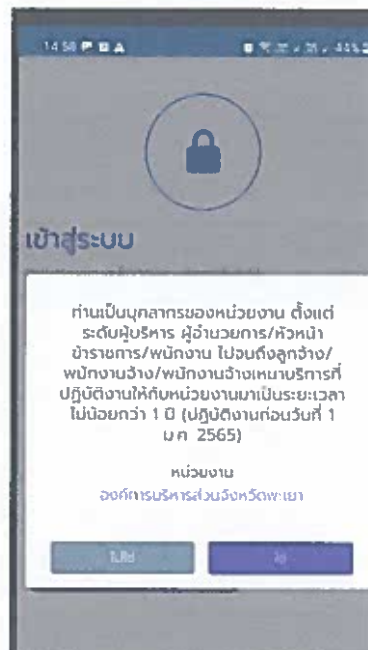 14:58
44%
เข้าสู่ระบบ
ท่านเป็นบุคลากรของหน่วยงาน ตั้งแต่
ระดับผู้บริหาร ผู้อำนวยการ/หัวหน้า
ข้าราชการ/พนักงาน ไปจนถึงลูกจ้าง/
พนักงานจ้าง/พนักงานจ้างเหมาบริการที่
ปฏิบัติงานให้กับหน่วยงานมาเป็นระยะเวลา
ไม่น้อยกว่า 1 ปี (ปฏิบัติงานก่อนวันที่ 1
ม.ค. 2565)
หน่วยงาน
องค์การบริหารส่วนจังหวัดพะเยา
ไม่ใช่
ใช่